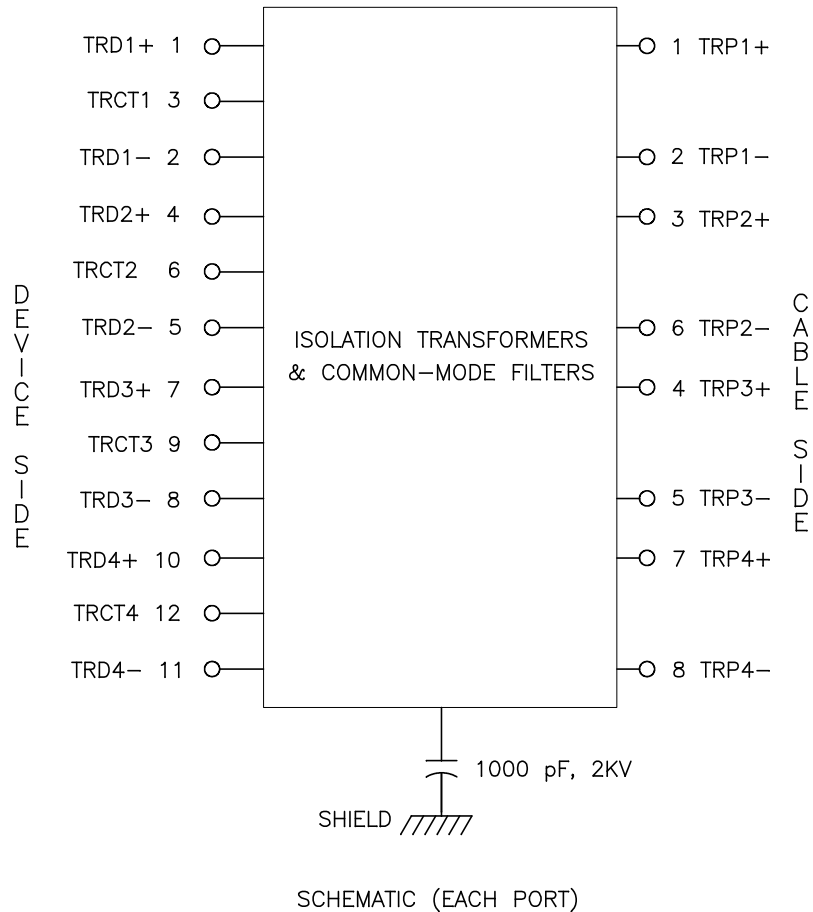 TRD1+ 1
TRCT1 3
TRD1- 2
TRD2+ 4
TRCT2 6
TRD2- 5
TRD3+ 7
TRCT3 9
TRD3- 8
TRD4+ 10
TRCT4 12
TRD4- 11
DEVICE SIDE
ISOLATION TRANSFORMERS
& COMMON-MODE FILTERS
1 TRP1+
2 TRP1-
3 TRP2+
6 TRP2-
4 TRP3+
5 TRP3-
7 TRP4+
8 TRP4-
CABLE SIDE
1000 pF, 2KV
SHIELD
SCHEMATIC (EACH PORT)